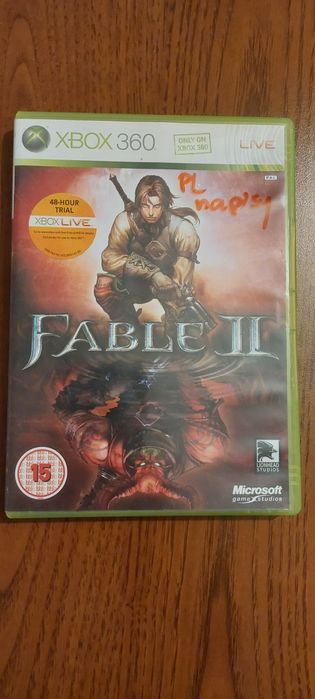 XBOX 360
ONLY ON
XBOX 360
LIVE
PAL
48-HOUR
TRIAL
XBOX LIVE
PL
napisy
FABLE II
15
LIONHEAD
STUDIOS
Microsoft
game studios